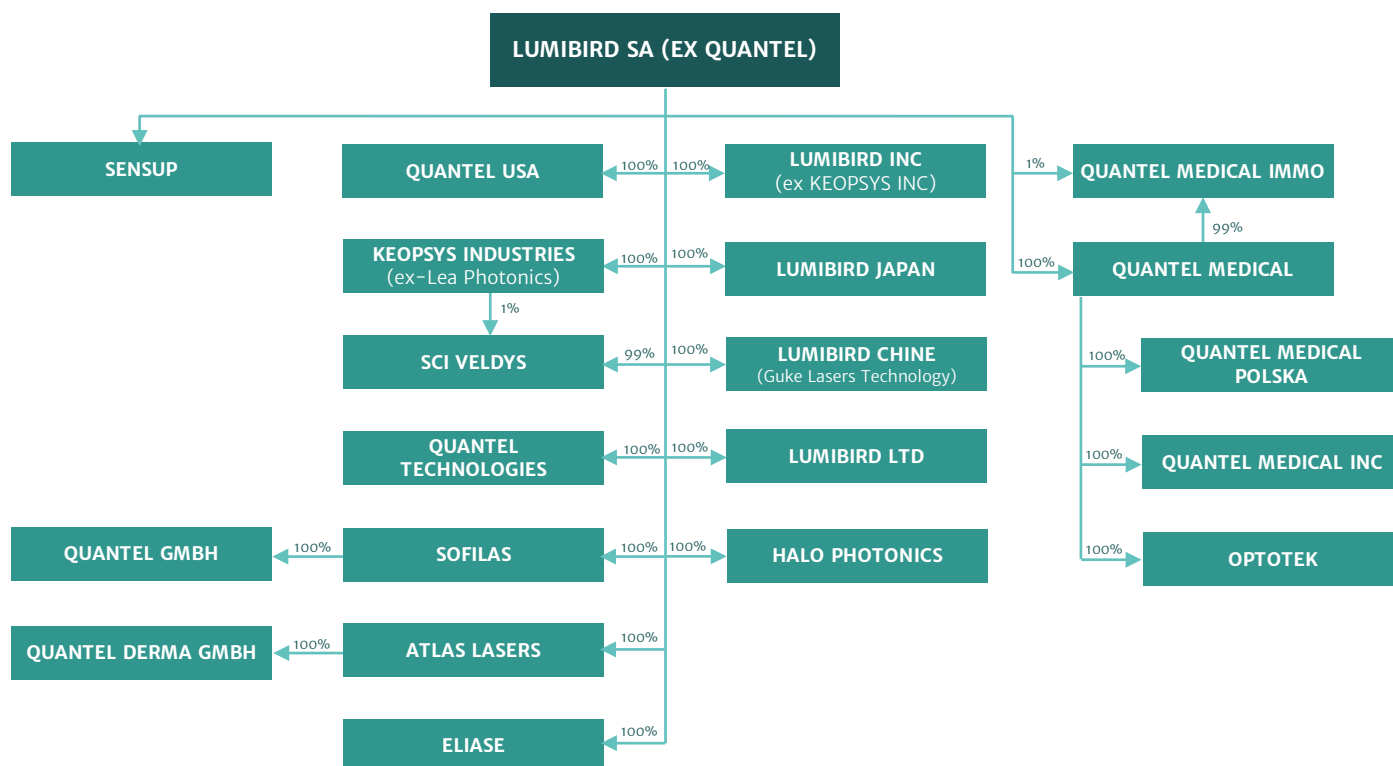 LUMIBIRD SA (EX QUANTEL)
SENSUP
QUANTEL USA
100%
100%
LUMIBIRD INC
(ex KEOPSYS INC)
1%
QUANTEL MEDICAL IMMO
99%
KEOPSYS INDUSTRIES
(ex-Lea Photonics)
100%
100%
LUMIBIRD JAPAN
100%
QUANTEL MEDICAL
1%
SCI VELDYS
99%
100%
LUMIBIRD CHINE
(Guke Lasers Technology)
100%
QUANTEL MEDICAL
POLSKA
QUANTEL
TECHNOLOGIES
100%
100%
LUMIBIRD LTD
100%
QUANTEL MEDICAL INC
QUANTEL GMBH
100%
SOFILAS
100%
100%
HALO PHOTONICS
100%
OPTOTEK
QUANTEL DERMA GMBH
100%
ATLAS LASERS
100%
ELIASE
100%